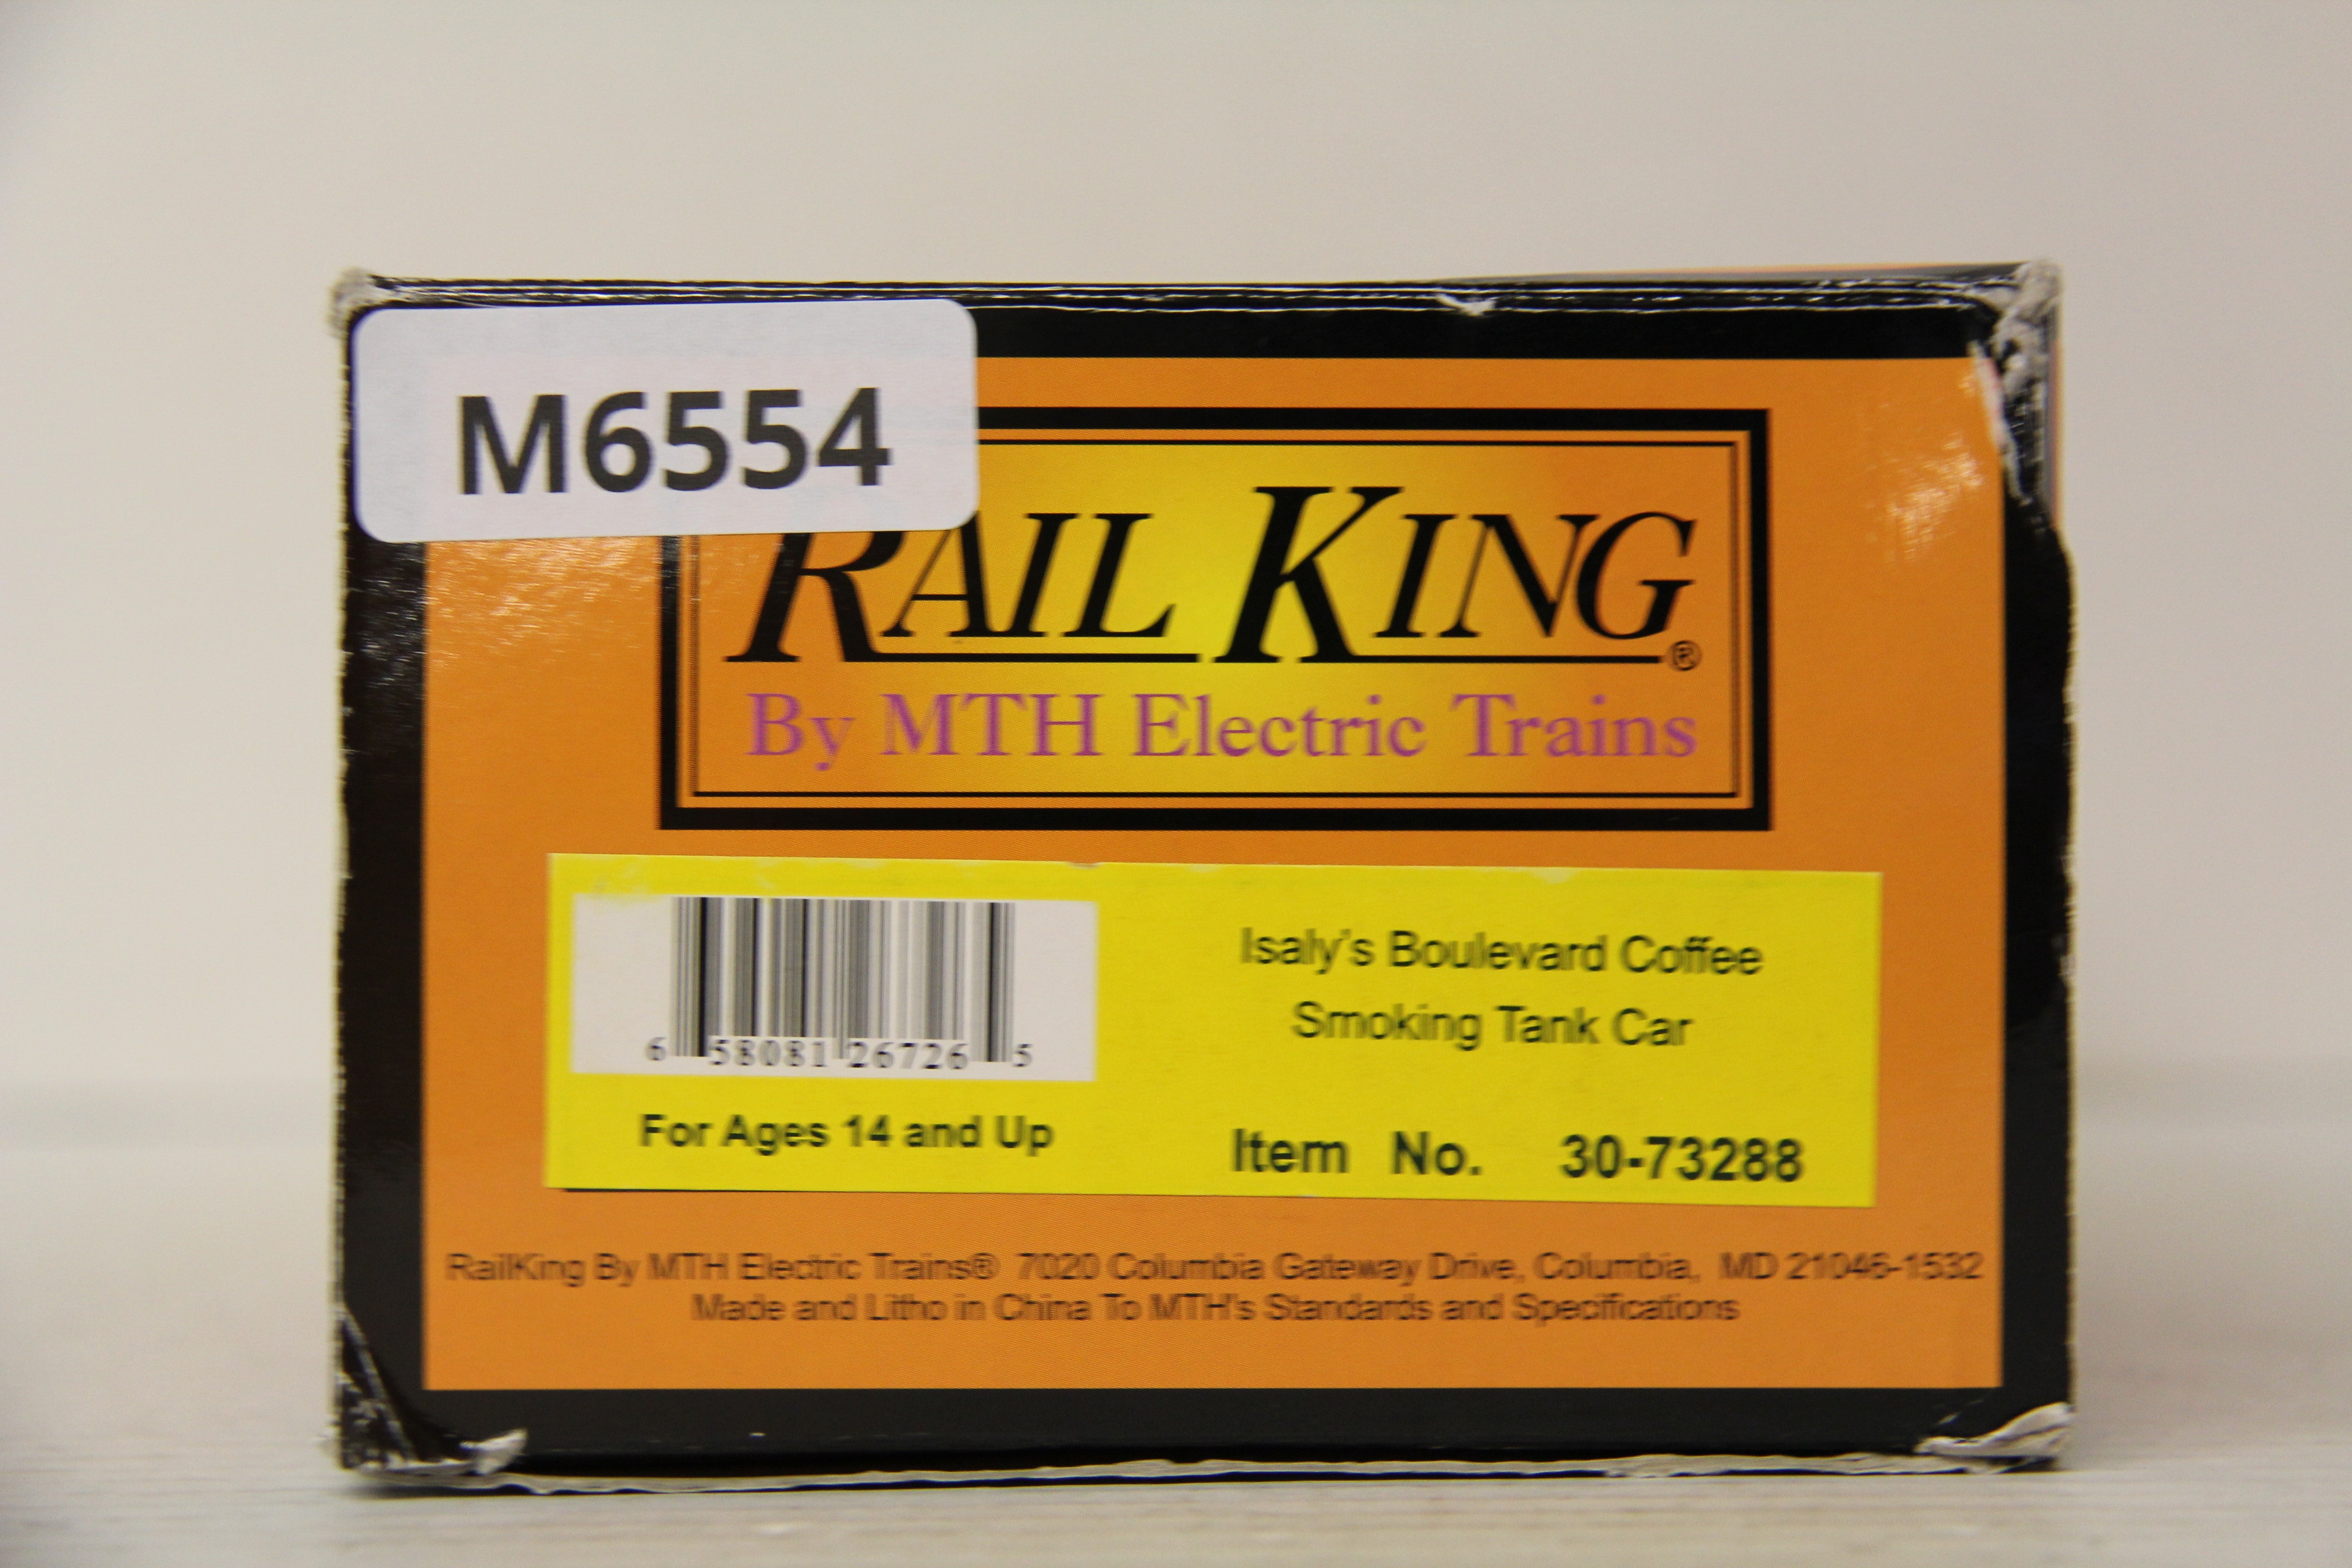 M6554
RAIL KING®
By MTH Electric Trains
6 58081 26726 5
For Ages 14 and Up
Isaly's Boulevard Coffee
Smoking Tank Car
Item No. 30-73288
RailKing By MTH Electric Trains® 7020 Columbia Gateway Drive, Columbia, MD 21046-1532
Made and Litho in China To MTH's Standards and Specifications